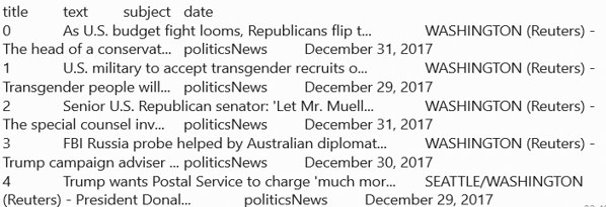 title text subject date
0 As U.S. budget fight looms, Republicans flip t... WASHINGTON (Reuters) -
The head of a conservat... politicsNews December 31, 2017
1 U.S. military to accept transgender recruits o... WASHINGTON (Reuters) -
Transgender people will... politicsNews December 29, 2017
2 Senior U.S. Republican senator: 'Let Mr. Muell... WASHINGTON (Reuters) -
The special counsel inv... politicsNews December 31, 2017
3 FBI Russia probe helped by Australian diplomat... WASHINGTON (Reuters) -
Trump campaign adviser ... politicsNews December 30, 2017
4 Trump wants Postal Service to charge 'much mor... SEATTLE/WASHINGTON
(Reuters) - President Donal... politicsNews December 29, 2017